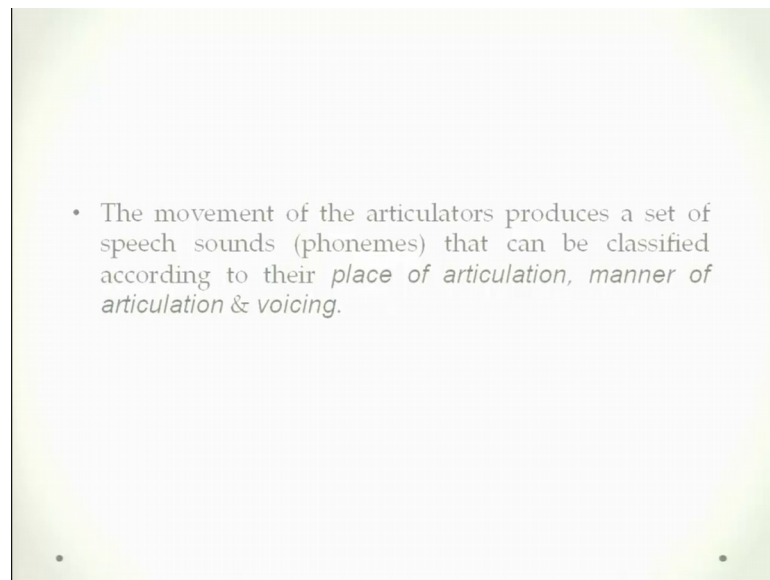 • The movement of the articulators produces a set of
speech sounds (phonemes) that can be classified
according to their place of articulation, manner of
articulation & voicing.